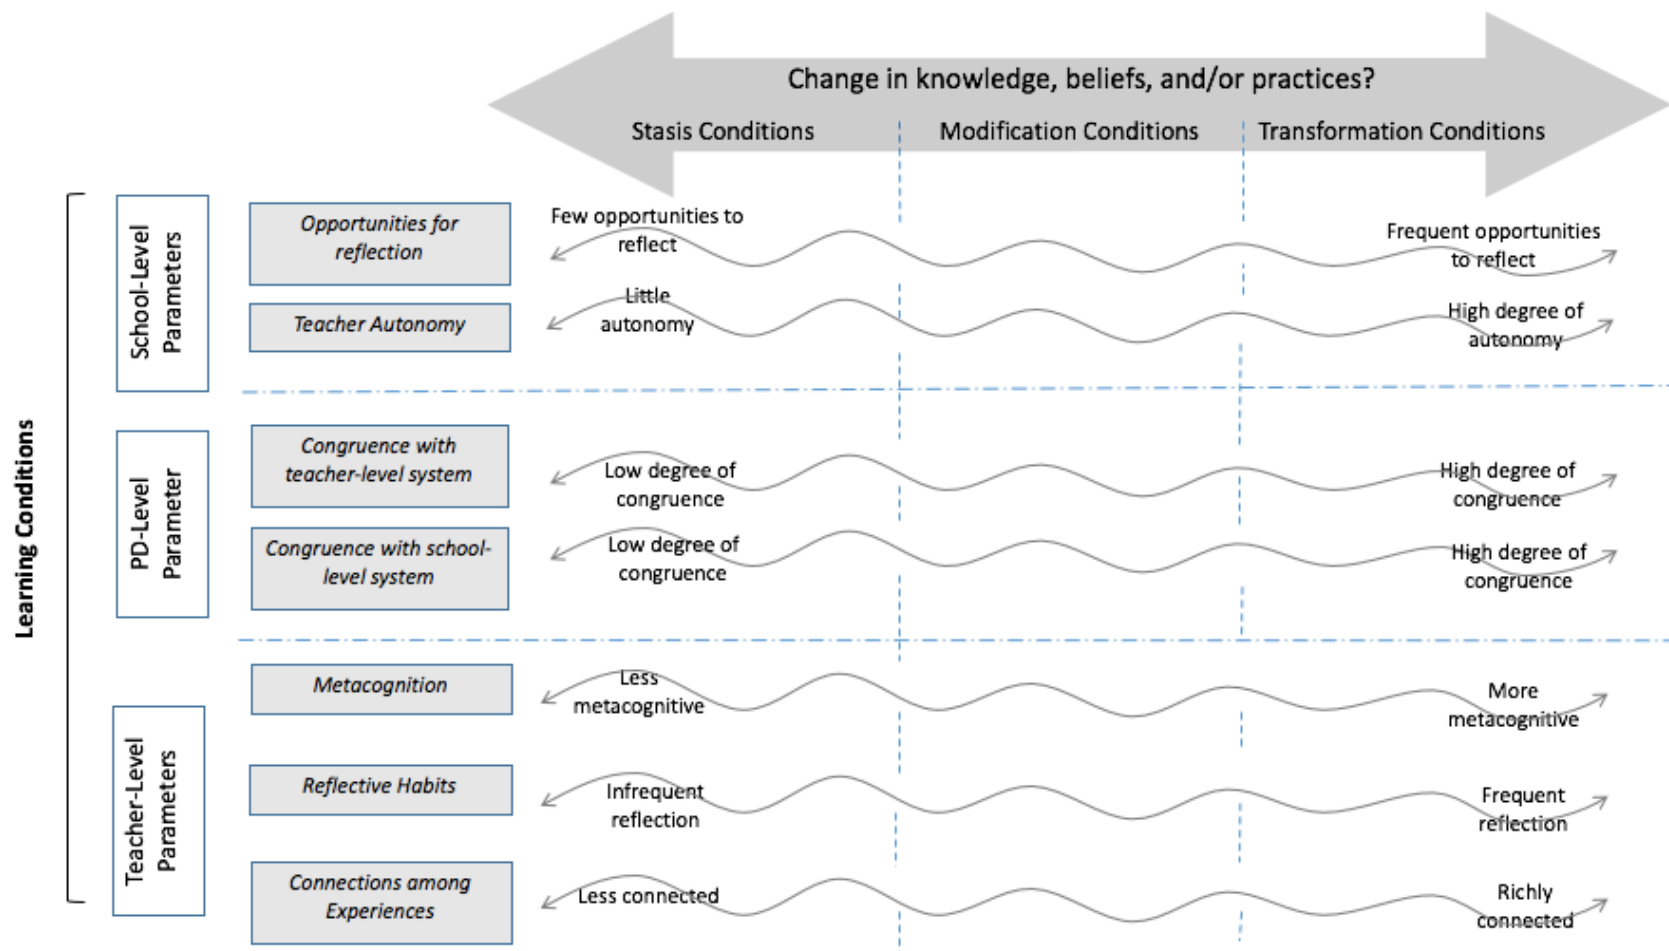 Change in knowledge, beliefs, and/or practices?
Stasis Conditions
Modification Conditions
Transformation Conditions
Learning Conditions
School-Level
Parameters
Opportunities for
reflection
Few opportunities to
reflect
Frequent opportunities
to reflect
Teacher Autonomy
Little
autonomy
High degree of
autonomy
PD-Level
Parameter
Congruence with
teacher-level system
Low degree of
congruence
High degree of
congruence
Congruence with school-
level system
Low degree of
congruence
High degree of
congruence
Teacher-Level
Parameters
Metacognition
Less
metacognitive
More
metacognitive
Reflective Habits
Infrequent
reflection
Frequent
reflection
Connections among
Experiences
Less connected
Richly
connected